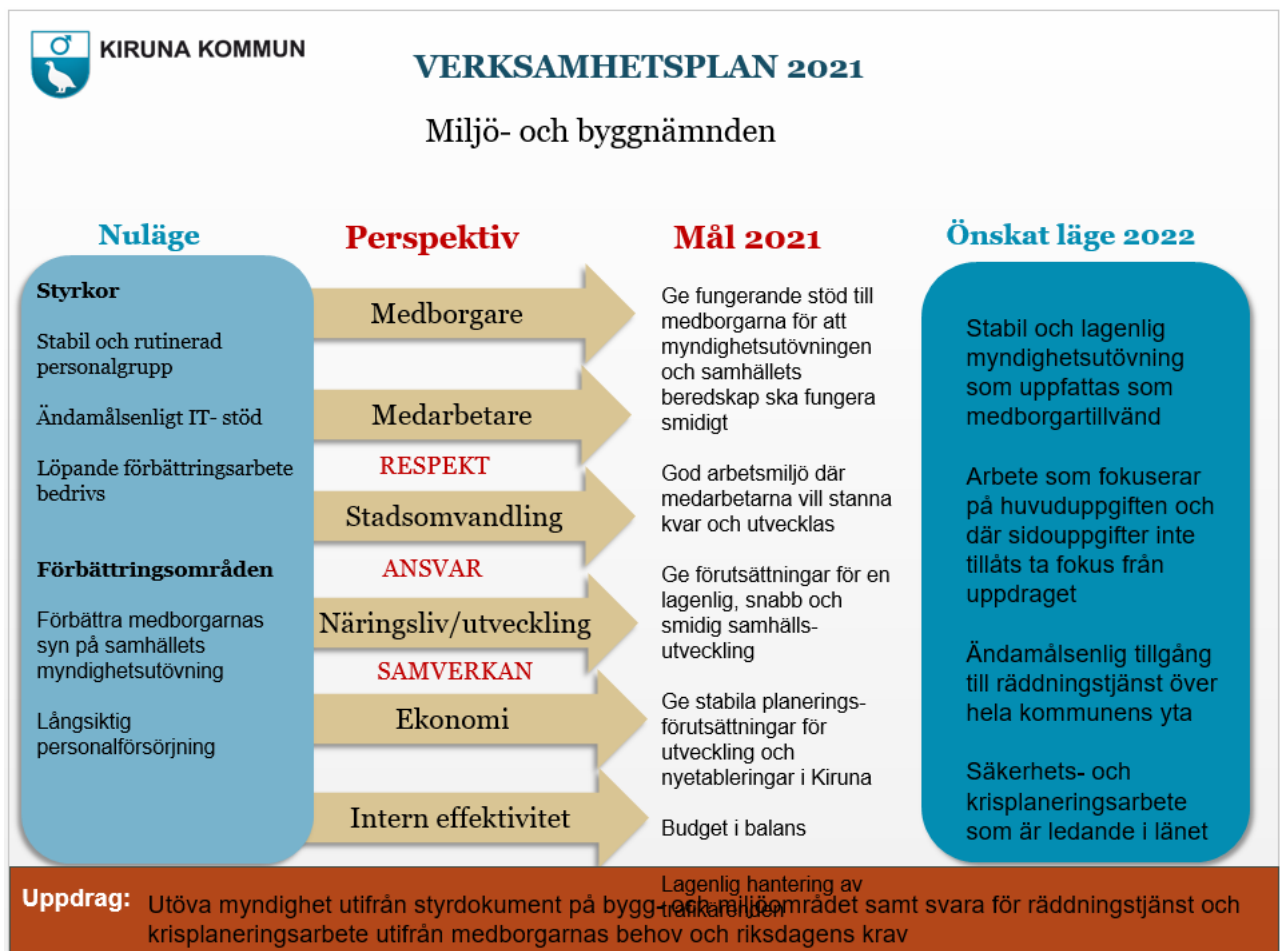 KIRUNA KOMMUN
VERKSAMHETSPLAN 2021
Miljö- och byggnämnden
Nuläge
Styrkor
Stabil och rutinerad
personalgrupp
Ändamålsenligt IT- stöd
Löpande förbättringsarbete
bedrivs
Förbättringsområden
Förbättra medborgarnas
syn på samhällets
myndighetsutövning
Långsiktig
personalförsörjning
Perspektiv
Medborgare
Medarbetare
RESPEKT
Stadsomvandling
ANSVAR
Näringsliv/utveckling
SAMVERKAN
Ekonomi
Intern effektivitet
Mål 2021
Ge fungerande stöd till
medborgarna för att
myndighetsutövningen
och samhällets
beredskap ska fungera
smidigt
God arbetsmiljö där
medarbetarna vill stanna
kvar och utvecklas
Ge förutsättningar för en
lagenlig, snabb och
smidig samhälls-
utveckling
Ge stabila planerings-
förutsättningar för
utveckling och
nyetableringar i Kiruna
Budget i balans
Lagenlig hantering av
trafikärenden
Önskat läge 2022
Stabil och lagenlig
myndighetsutövning
som uppfattas som
medborgartillvänd
Arbete som fokuserar
på huvuduppgiften och
där sidouppgifter inte
tillåts ta fokus från
uppdraget
Ändamålsenlig tillgång
till räddningstjänst över
hela kommunens yta
Säkerhets- och
krisplaneringsarbete
som är ledande i länet
Uppdrag:
Utöva myndighet utifrån styrdokument på bygg- och miljöområdet samt svara för räddningstjänst och
krisplaneringsarbete utifrån medborgarnas behov och riksdagens krav